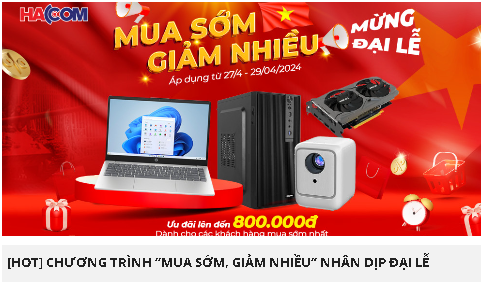 HACOM
MUA SỚM
GIẢM NHIỀU
MỪNG
ĐẠI LỄ
Áp dụng từ 27/4 - 29/04/2024
Ưu đãi lên đến 800.000đ
Dành cho các khách hàng mua sớm nhất
[HOT] CHƯƠNG TRÌNH “MUA SỚM, GIẢM NHIỀU” NHÂN DỊP ĐẠI LỄ